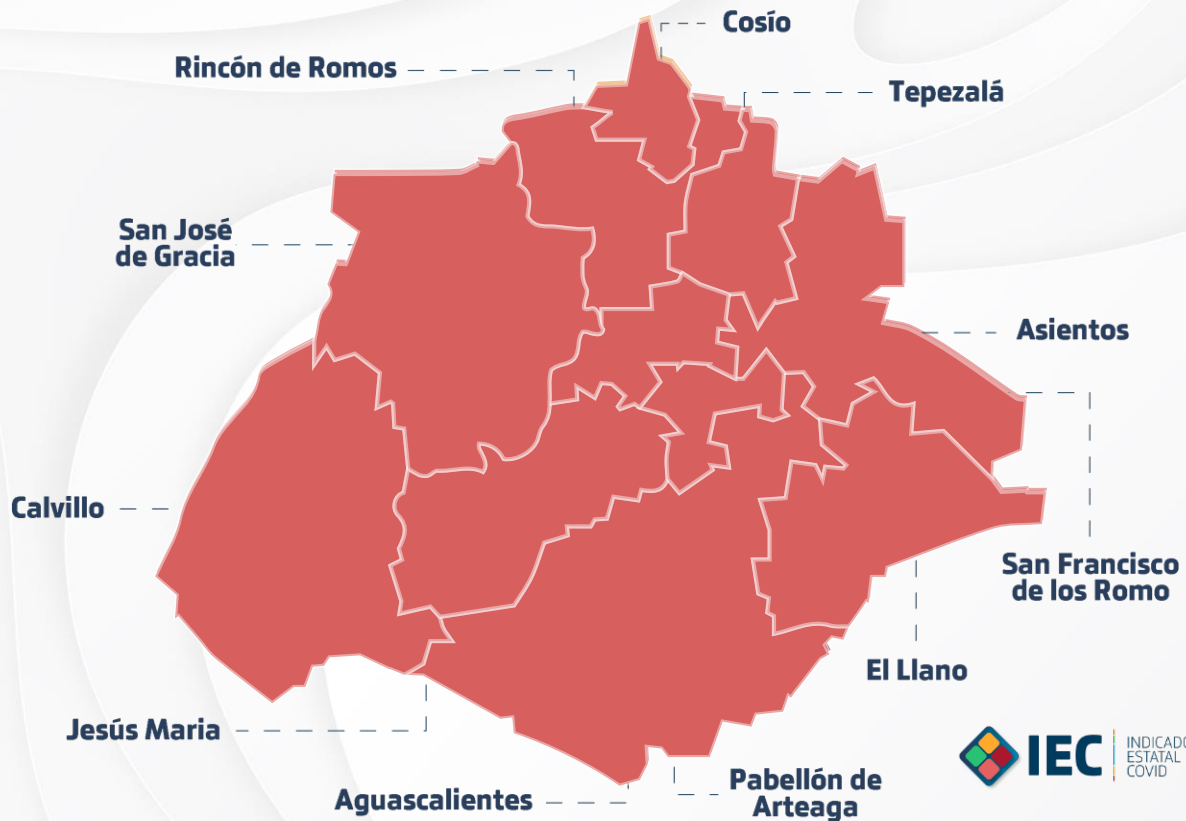 Cosío
Rincón de Romos
Tepezalá
San José
de Gracia
Asientos
Calvillo
San Francisco
de los Romo
El Llano
Jesús Maria
Pabellón de
Arteaga
Aguascalientes
IEC
INDICADO
ESTATAL
COVID